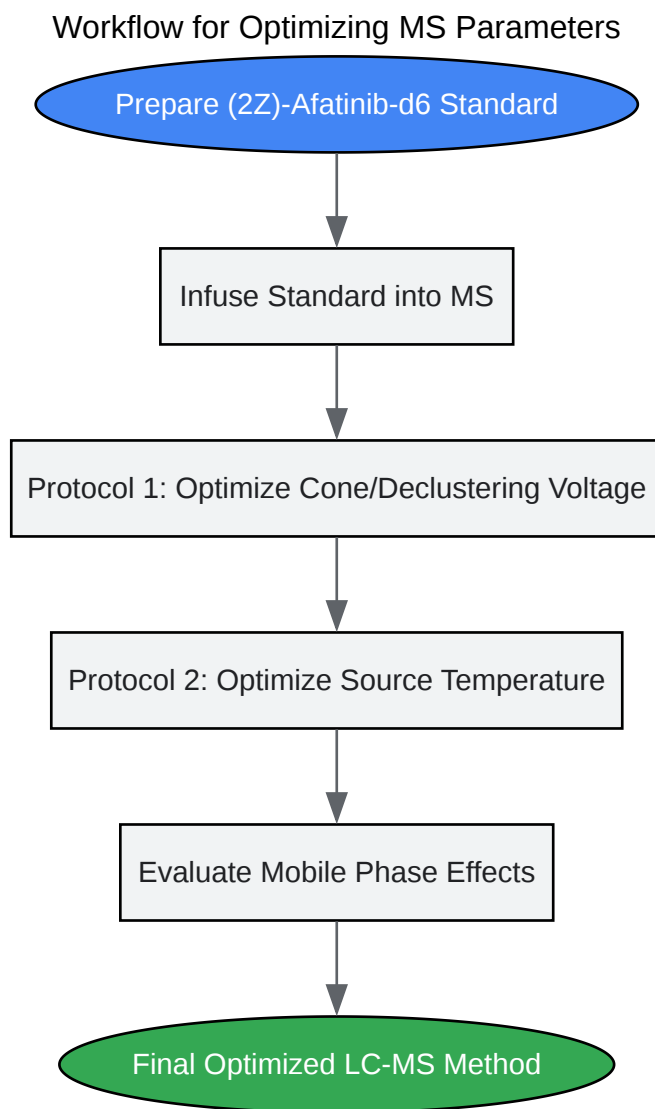 Workflow for Optimizing MS Parameters
Prepare (2Z)-Afatinib-d6 Standard
Infuse Standard into MS
Protocol 1: Optimize Cone/Declustering Voltage
Protocol 2: Optimize Source Temperature
Evaluate Mobile Phase Effects
Final Optimized LC-MS Method